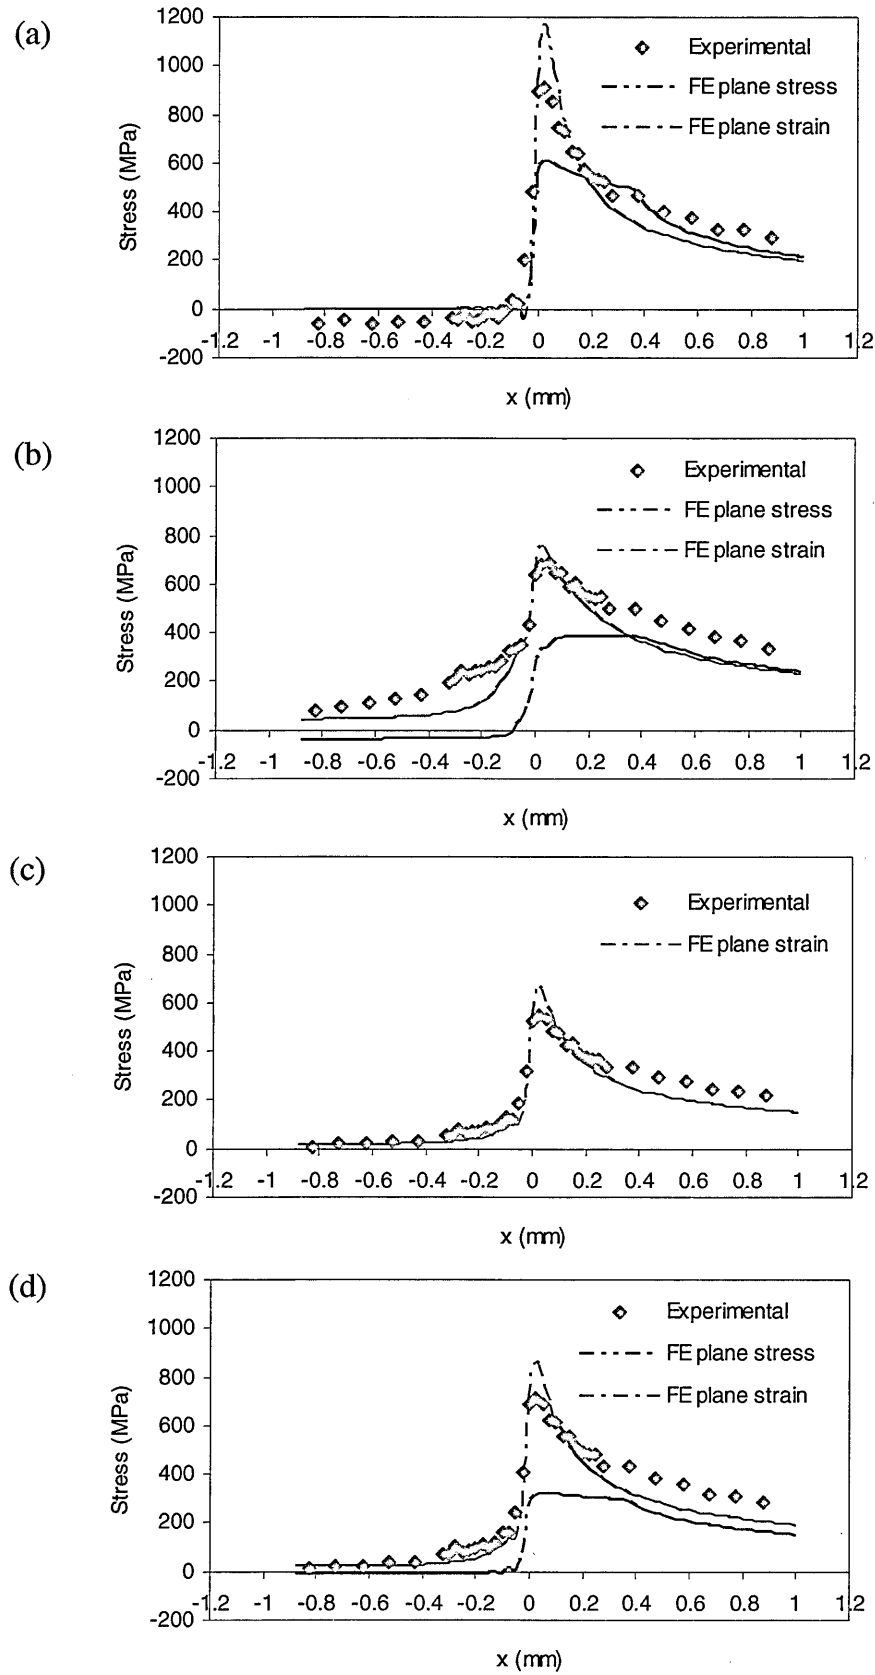 (a)
1200
1000
800
600
400
200
0
-200
Stress (MPa)
Experimental
FE plane stress
FE plane strain
-1.2 -1 -0.8 -0.6 -0.4 -0.2 0 0.2 0.4 0.6 0.8 1 1.2
x (mm)
(b)
1200
1000
800
600
400
200
0
-200
Stress (MPa)
Experimental
FE plane stress
FE plane strain
-1.2 -1 -0.8 -0.6 -0.4 -0.2 0 0.2 0.4 0.6 0.8 1 1.2
x (mm)
(c)
1200
1000
800
600
400
200
0
-200
Stress (MPa)
Experimental
FE plane strain
-1.2 -1 -0.8 -0.6 -0.4 -0.2 0 0.2 0.4 0.6 0.8 1 1.2
x (mm)
(d)
1200
1000
800
600
400
200
0
-200
Stress (MPa)
Experimental
FE plane stress
FE plane strain
-1.2 -1 -0.8 -0.6 -0.4 -0.2 0 0.2 0.4 0.6 0.8 1 1.2
x (mm)